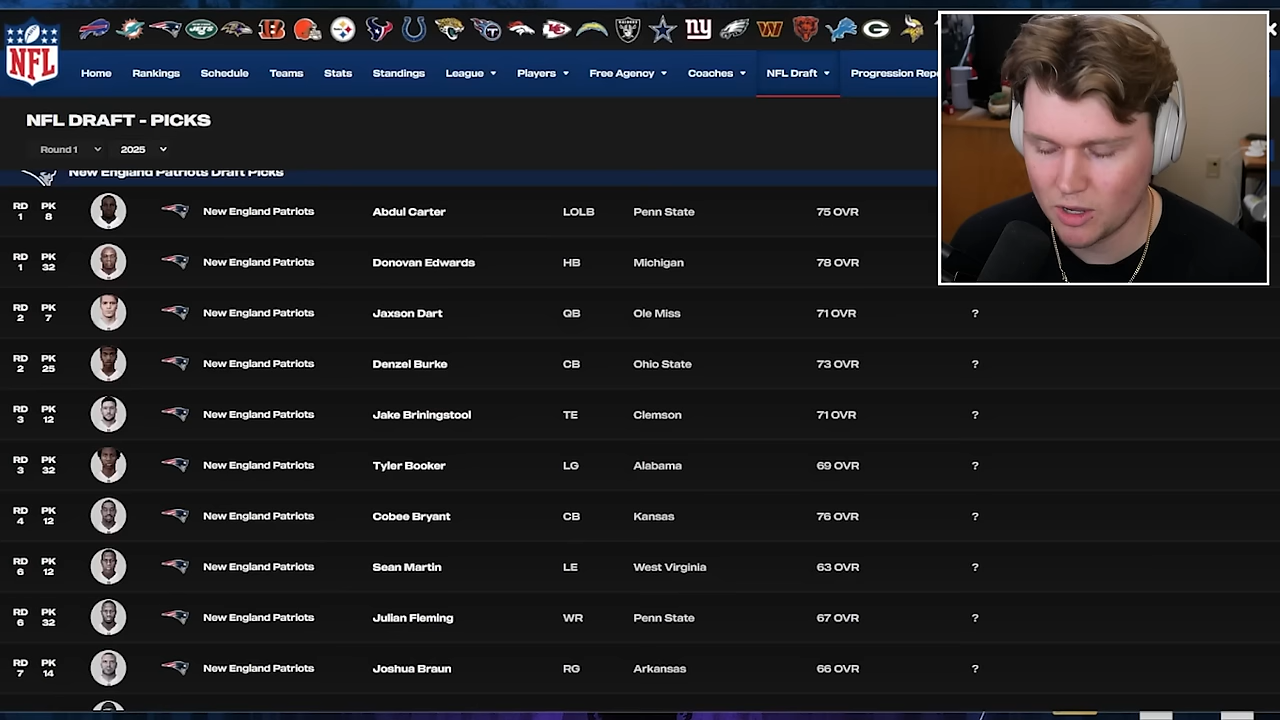 NFL
Home Rankings Schedule Teams Stats Standings League Players Free Agency Coaches NFL Draft Progression Repo
NFL DRAFT - PICKS
Round 1 2025
New England Patriots Draft Picks
RD 1 PK 8 New England Patriots Abdul Carter LOLB Penn State 75 OVR
RD 1 PK 32 New England Patriots Donovan Edwards HB Michigan 78 OVR
RD 2 PK 7 New England Patriots Jaxson Dart QB Ole Miss 71 OVR ?
RD 2 PK 25 New England Patriots Denzel Burke CB Ohio State 73 OVR ?
RD 3 PK 12 New England Patriots Jake Briningstool TE Clemson 71 OVR ?
RD 3 PK 32 New England Patriots Tyler Booker LG Alabama 69 OVR ?
RD 4 PK 12 New England Patriots Cobee Bryant CB Kansas 76 OVR ?
RD 6 PK 12 New England Patriots Sean Martin LE West Virginia 63 OVR ?
RD 6 PK 32 New England Patriots Julian Fleming WR Penn State 67 OVR ?
RD 7 PK 14 New England Patriots Joshua Braun RG Arkansas 66 OVR ?